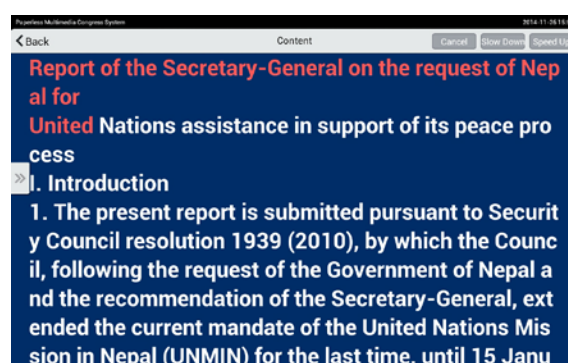 Paperless Multimedia Congress System
Back
Content
Cancel
Slow Down
Speed Up
Report of the Secretary-General on the request of Nep
al for
United Nations assistance in support of its peace pro
cess
I. Introduction
1. The present report is submitted pursuant to Securit
y Council resolution 1939 (2010), by which the Counc
il, following the request of the Government of Nepal a
nd the recommendation of the Secretary-General, ext
ended the current mandate of the United Nations Mis
sion in Nepal (UNMIN) for the last time, until 15 Janu